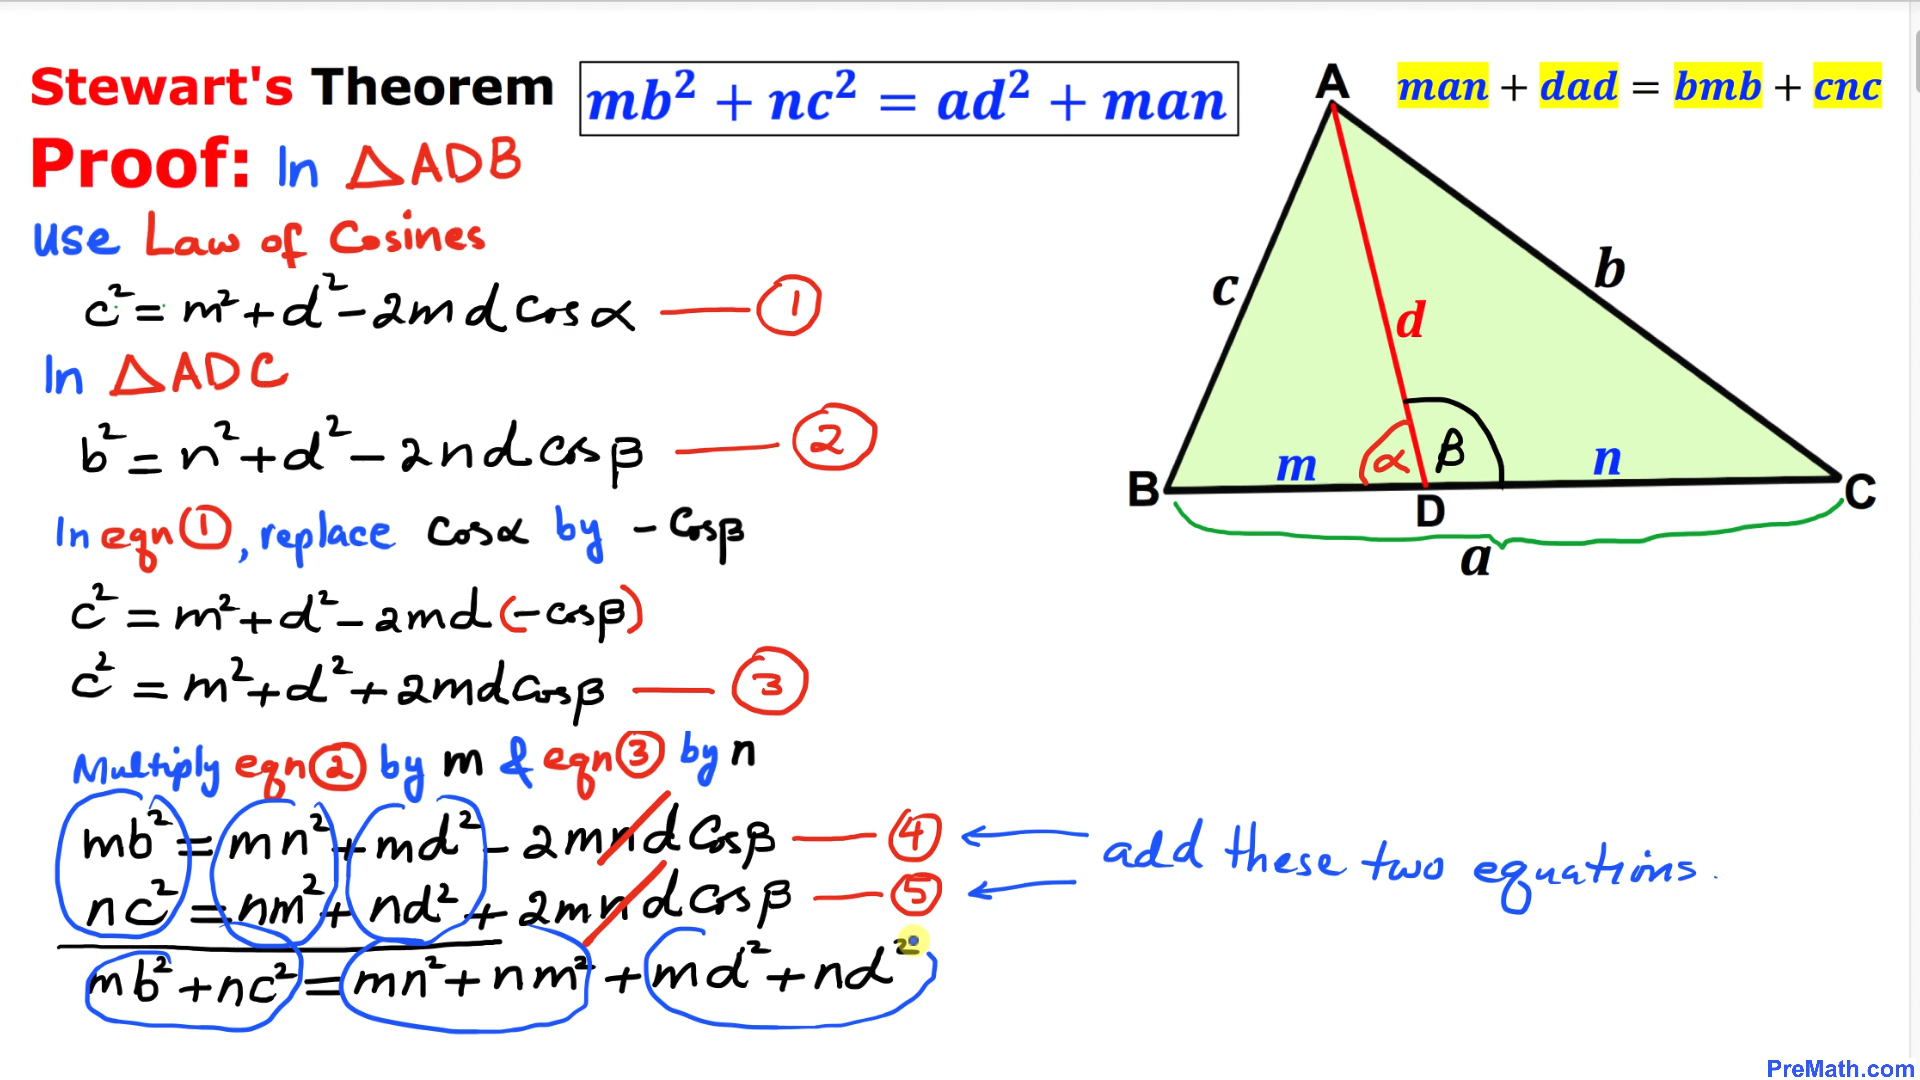 Stewart's Theorem mb² + nc² = ad² + man
man + dad = bmb + cnc
Proof: In △ADB
use Law of Cosines
c² = m² + d² - 2md cos α —— ①
In △ADC
b² = n² + d² - 2nd cos β —— ②
In eqn ①, replace cos α by - cos β
c² = m² + d² - 2md (- cos β)
c² = m² + d² + 2md cos β —— ③
Multiply eqn ② by m & eqn ③ by n
mb² = mn² + md² - 2mnd cos β —— ④
nc² = nm² + nd² + 2mnd cos β —— ⑤
add these two equations.
mb² + nc² = mn² + nm² + md² + nd²
A
c
b
d
α β
m
n
B
D
C
a
PreMath.com